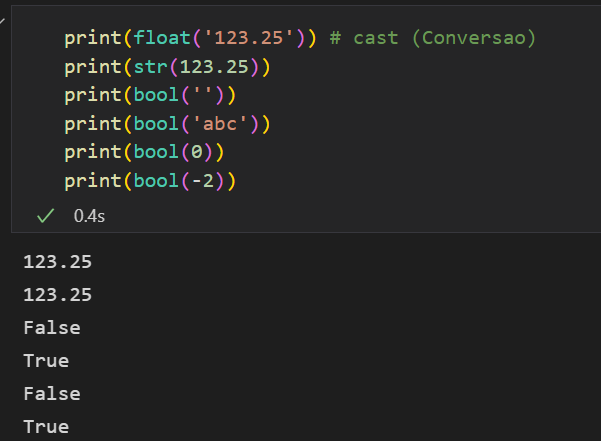 print(float('123.25')) # cast (Conversao)
print(str(123.25))
print(bool(''))
print(bool('abc'))
print(bool(0))
print(bool(-2))
0.4s
123.25
123.25
False
True
False
True